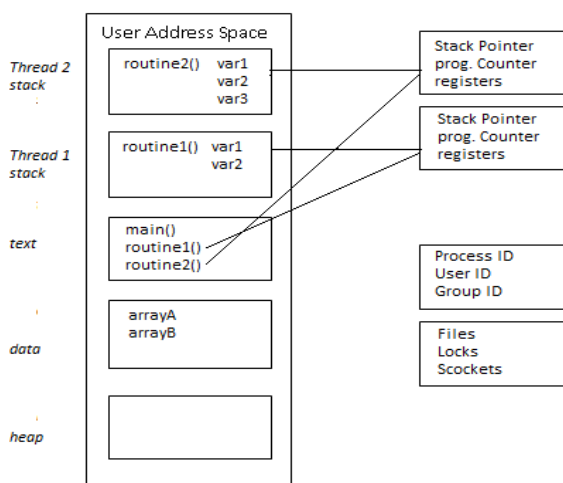 User Address Space
Thread 2
stack
routine2() var1
var2
var3
Stack Pointer
prog. Counter
registers
Thread 1
stack
routine1() var1
var2
Stack Pointer
prog. Counter
registers
text
main()
routine1()
routine2()
Process ID
User ID
Group ID
data
arrayA
arrayB
Files
Locks
Scockets
heap